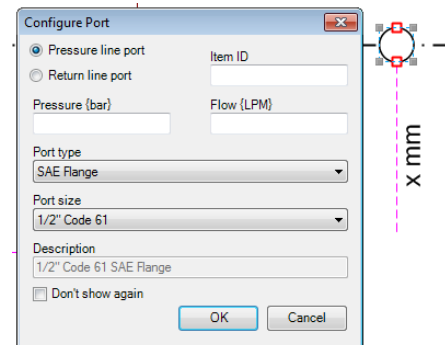 Configure Port
Pressure line port
Item ID
Return line port
Pressure {bar}
Flow {LPM}
Port type
SAE Flange
Port size
1/2" Code 61
Description
1/2" Code 61 SAE Flange
Don't show again
OK
Cancel
x mm